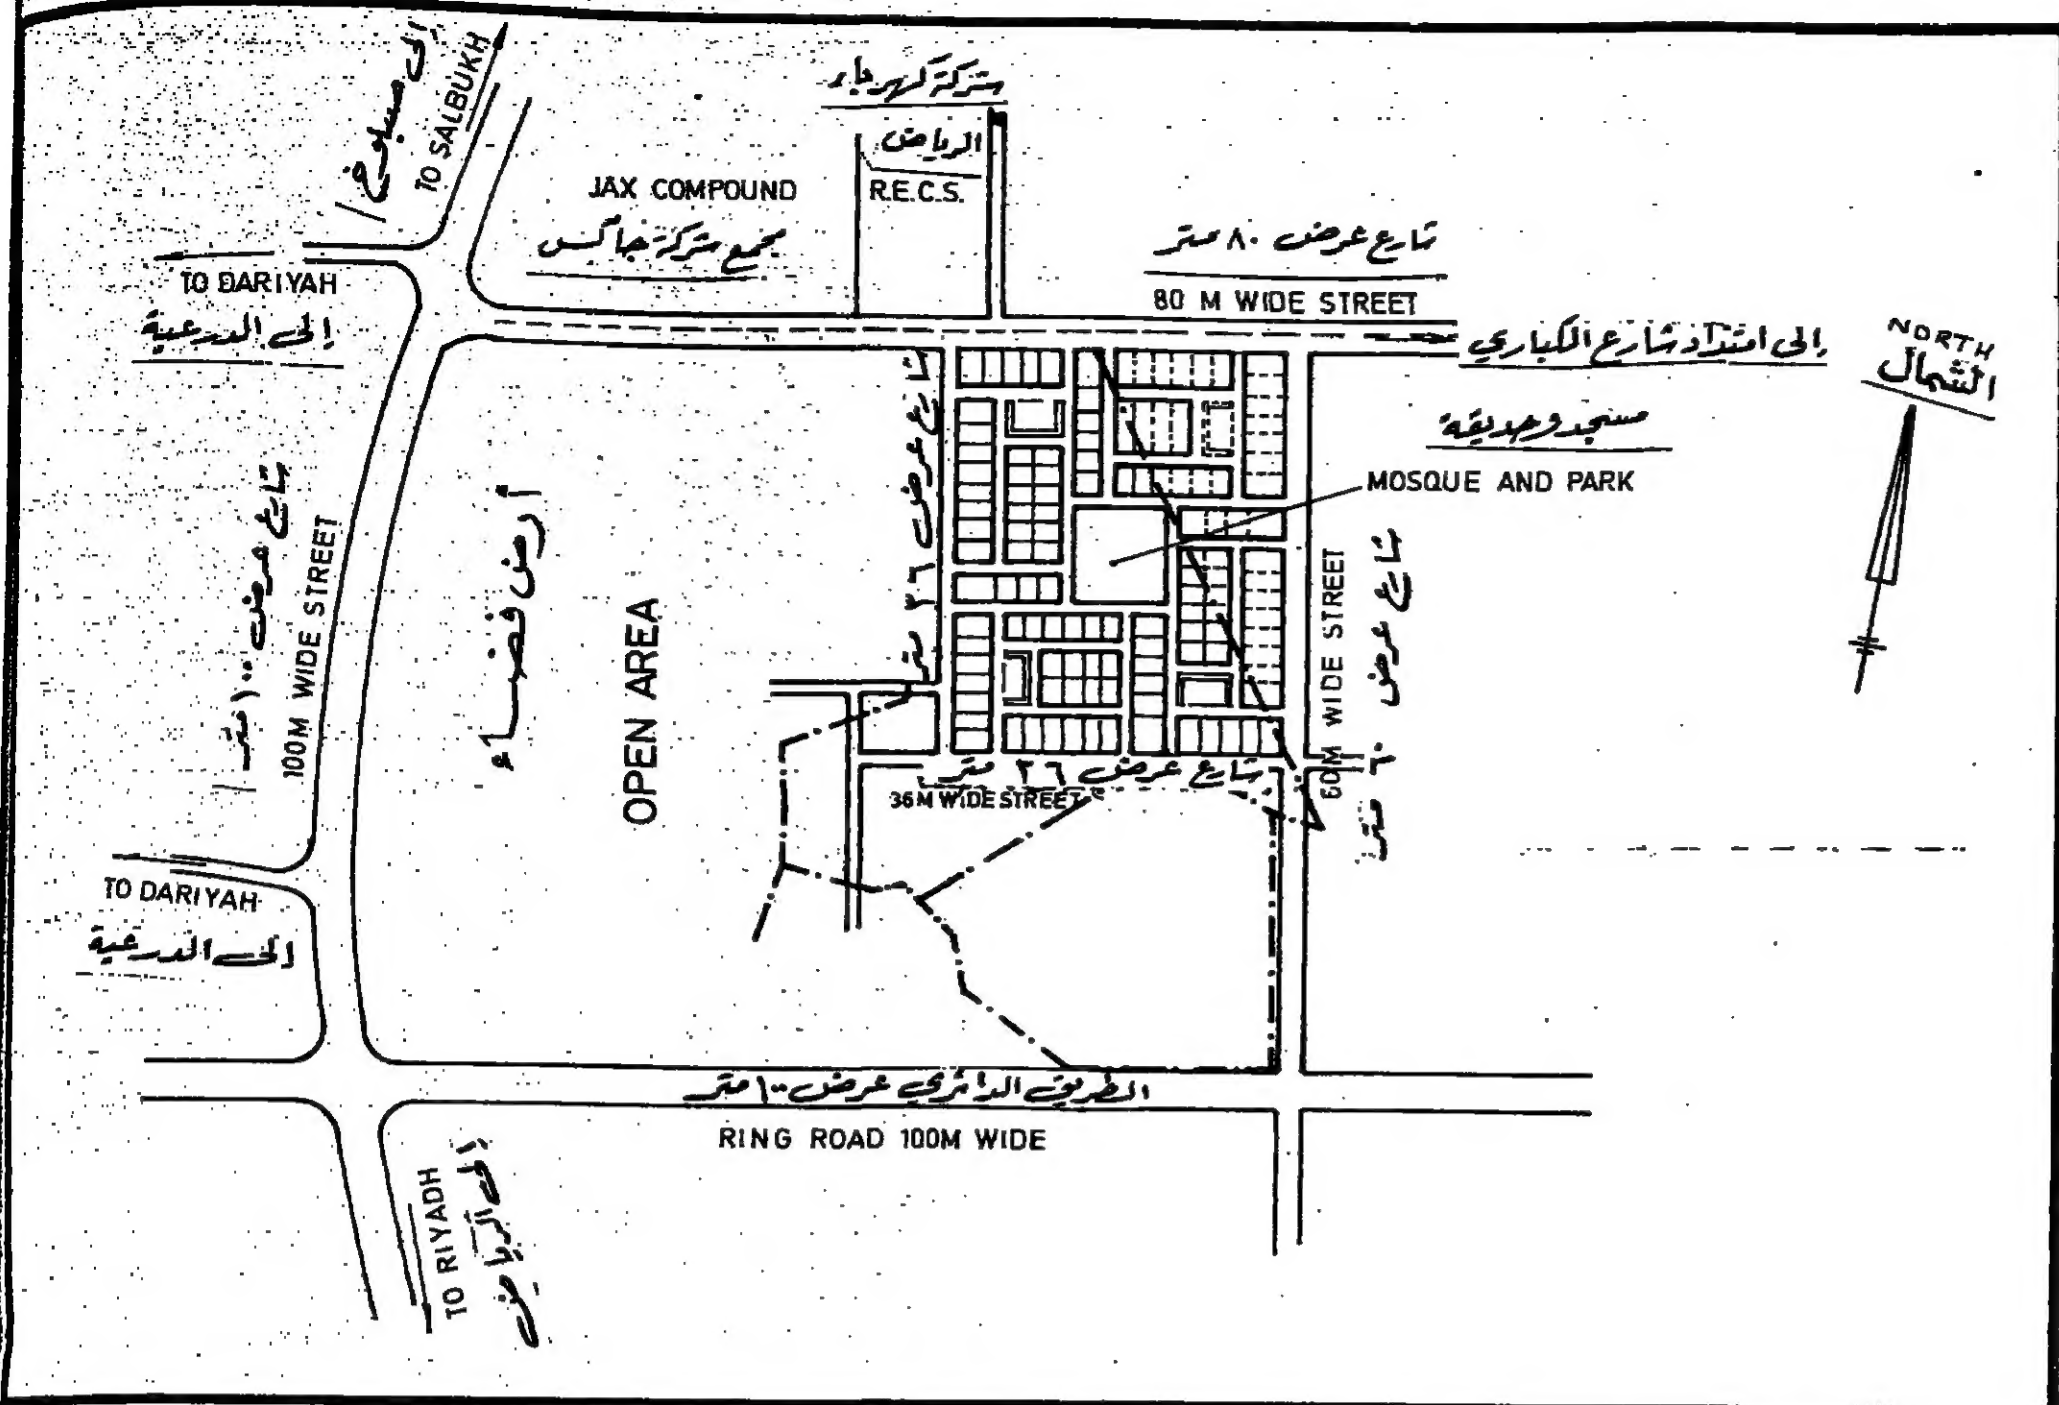 إلى صلبوخ
TO SALBUKH
شركة كهرباء
الرياض
R.E.C.S.
JAX COMPOUND
مجمع شركة جاكس
شارع عرض ٨٠ متر
80 M WIDE STREET
TO DARIYAH
إلى الدرعية
إلى امتداد شارع الكباري
NORTH
الشمال
مسجد وحديقة
MOSQUE AND PARK
شارع عرض ٣٦ متر
شارع عرض ١٠٠ متر
100M WIDE STREET
أرض فضاء
OPEN AREA
60M WIDE STREET
شارع عرض ٦٠ متر
شارع عرض ٣٦ متر
36M WIDE STREET
TO DARIYAH
إلى الدرعية
الطريق الدائري عرض ١٠٠ متر
RING ROAD 100M WIDE
TO RIYADH
إلى الرياض